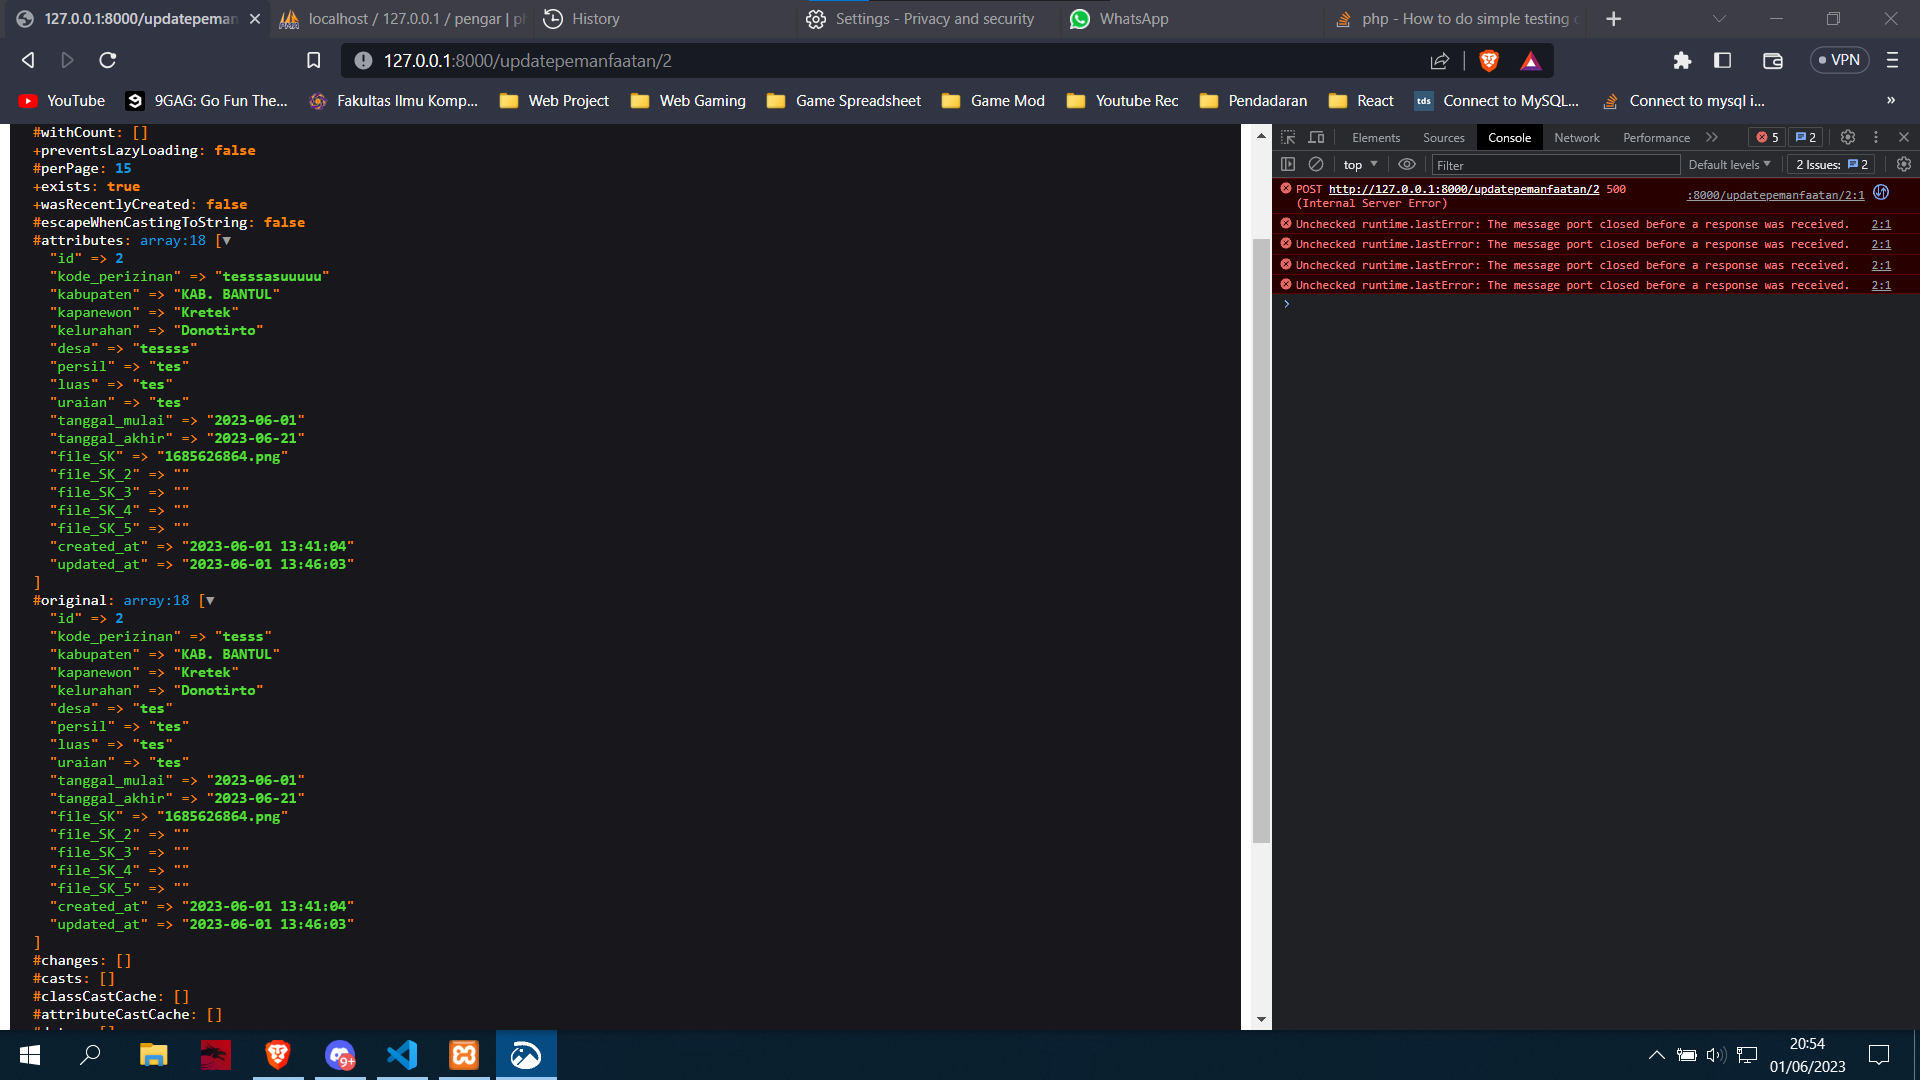 127.0.0.1:8000/updatepeman
localhost / 127.0.0.1 / pengar | ph
History
Settings - Privacy and security
WhatsApp
php - How to do simple testing
127.0.0.1:8000/updatepemanfaatan/2
VPN
YouTube
9GAG: Go Fun The...
Fakultas Ilmu Komp...
Web Project
Web Gaming
Game Spreadsheet
Game Mod
Youtube Rec
Pendadaran
React
tds
Connect to MySQL...
Connect to mysql i...
»
#withCount: []
+preventsLazyLoading: false
#perPage: 15
+exists: true
+wasRecentlyCreated: false
#escapeWhenCastingToString: false
#attributes: array:18 [▼
"id" => 2
"kode_perizinan" => "tesssasuuuuu"
"kabupaten" => "KAB. BANTUL"
"kapanewon" => "Kretek"
"kelurahan" => "Donotirto"
"desa" => "tessss"
"persil" => "tes"
"luas" => "tes"
"uraian" => "tes"
"tanggal_mulai" => "2023-06-01"
"tanggal_akhir" => "2023-06-21"
"file_SK" => "1685626864.png"
"file_SK_2" => ""
"file_SK_3" => ""
"file_SK_4" => ""
"file_SK_5" => ""
"created_at" => "2023-06-01 13:41:04"
"updated_at" => "2023-06-01 13:46:03"
]
#original: array:18 [▼
"id" => 2
"kode_perizinan" => "tesss"
"kabupaten" => "KAB. BANTUL"
"kapanewon" => "Kretek"
"kelurahan" => "Donotirto"
"desa" => "tes"
"persil" => "tes"
"luas" => "tes"
"uraian" => "tes"
"tanggal_mulai" => "2023-06-01"
"tanggal_akhir" => "2023-06-21"
"file_SK" => "1685626864.png"
"file_SK_2" => ""
"file_SK_3" => ""
"file_SK_4" => ""
"file_SK_5" => ""
"created_at" => "2023-06-01 13:41:04"
"updated_at" => "2023-06-01 13:46:03"
]
#changes: []
#casts: []
#classCastCache: []
#attributeCastCache: []
Elements Sources Console Network Performance » 5 2
top Filter Default levels 2 Issues: 2
POST http://127.0.0.1:8000/updatepemanfaatan/2 500 :8000/updatepemanfaatan/2:1
(Internal Server Error)
Unchecked runtime.lastError: The message port closed before a response was received. 2:1
Unchecked runtime.lastError: The message port closed before a response was received. 2:1
Unchecked runtime.lastError: The message port closed before a response was received. 2:1
Unchecked runtime.lastError: The message port closed before a response was received. 2:1
>
9+
20:54
01/06/2023